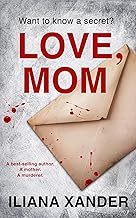 Want to know a secret?
LOVE,
MOM
A best-selling author.
A mother.
A murderer.
ILIANA XANDER